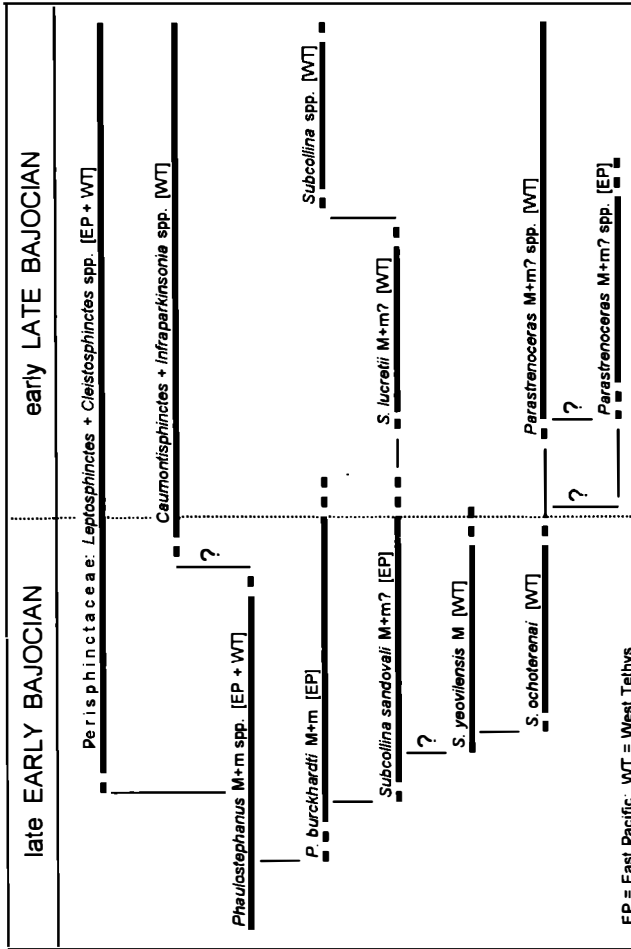 late EARLY BAJOCIAN
early LATE BAJOCIAN
Perisphinctaceae: Leptosphinctes + Cleistosphinctes spp. [EP + WT]
Caumontisphinctes + Infraparkinsonia spp. [WT]
?
Phaulostephanus M+m spp. [EP + WT]
Subcollina spp. [WT]
P. burckhardti M+m [EP]
S. lucretii M+m? [WT]
Subcollina sandovali M+m? [EP]
?
S. yeovilensis M [WT]
S. ochoterenai [WT]
Parastrenoceras M+m? spp. [WT]
?
?
Parastrenoceras M+m? spp. [EP]
EP = East Pacific; WT = West Tethys